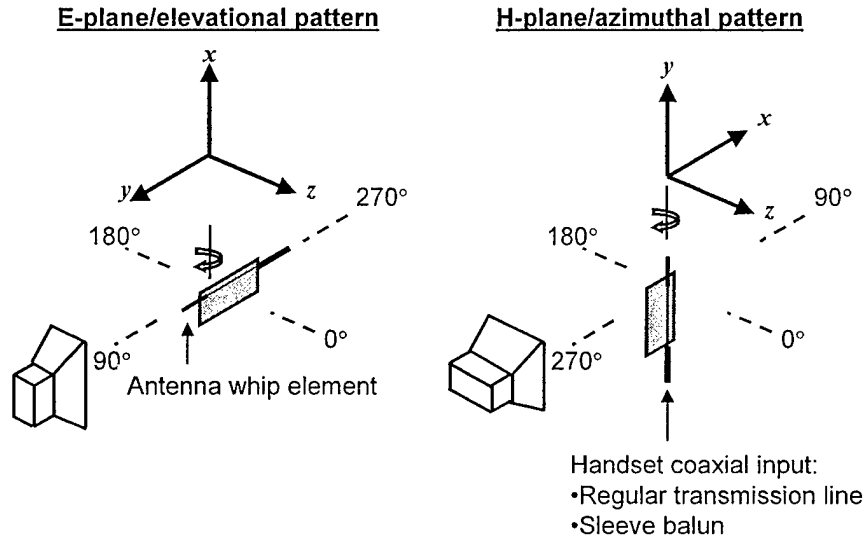 E-plane/elevational pattern
x
y
z
270°
180°
90°
0°
Antenna whip element
H-plane/azimuthal pattern
y
x
z
90°
180°
270°
0°
Handset coaxial input:
•Regular transmission line
•Sleeve balun